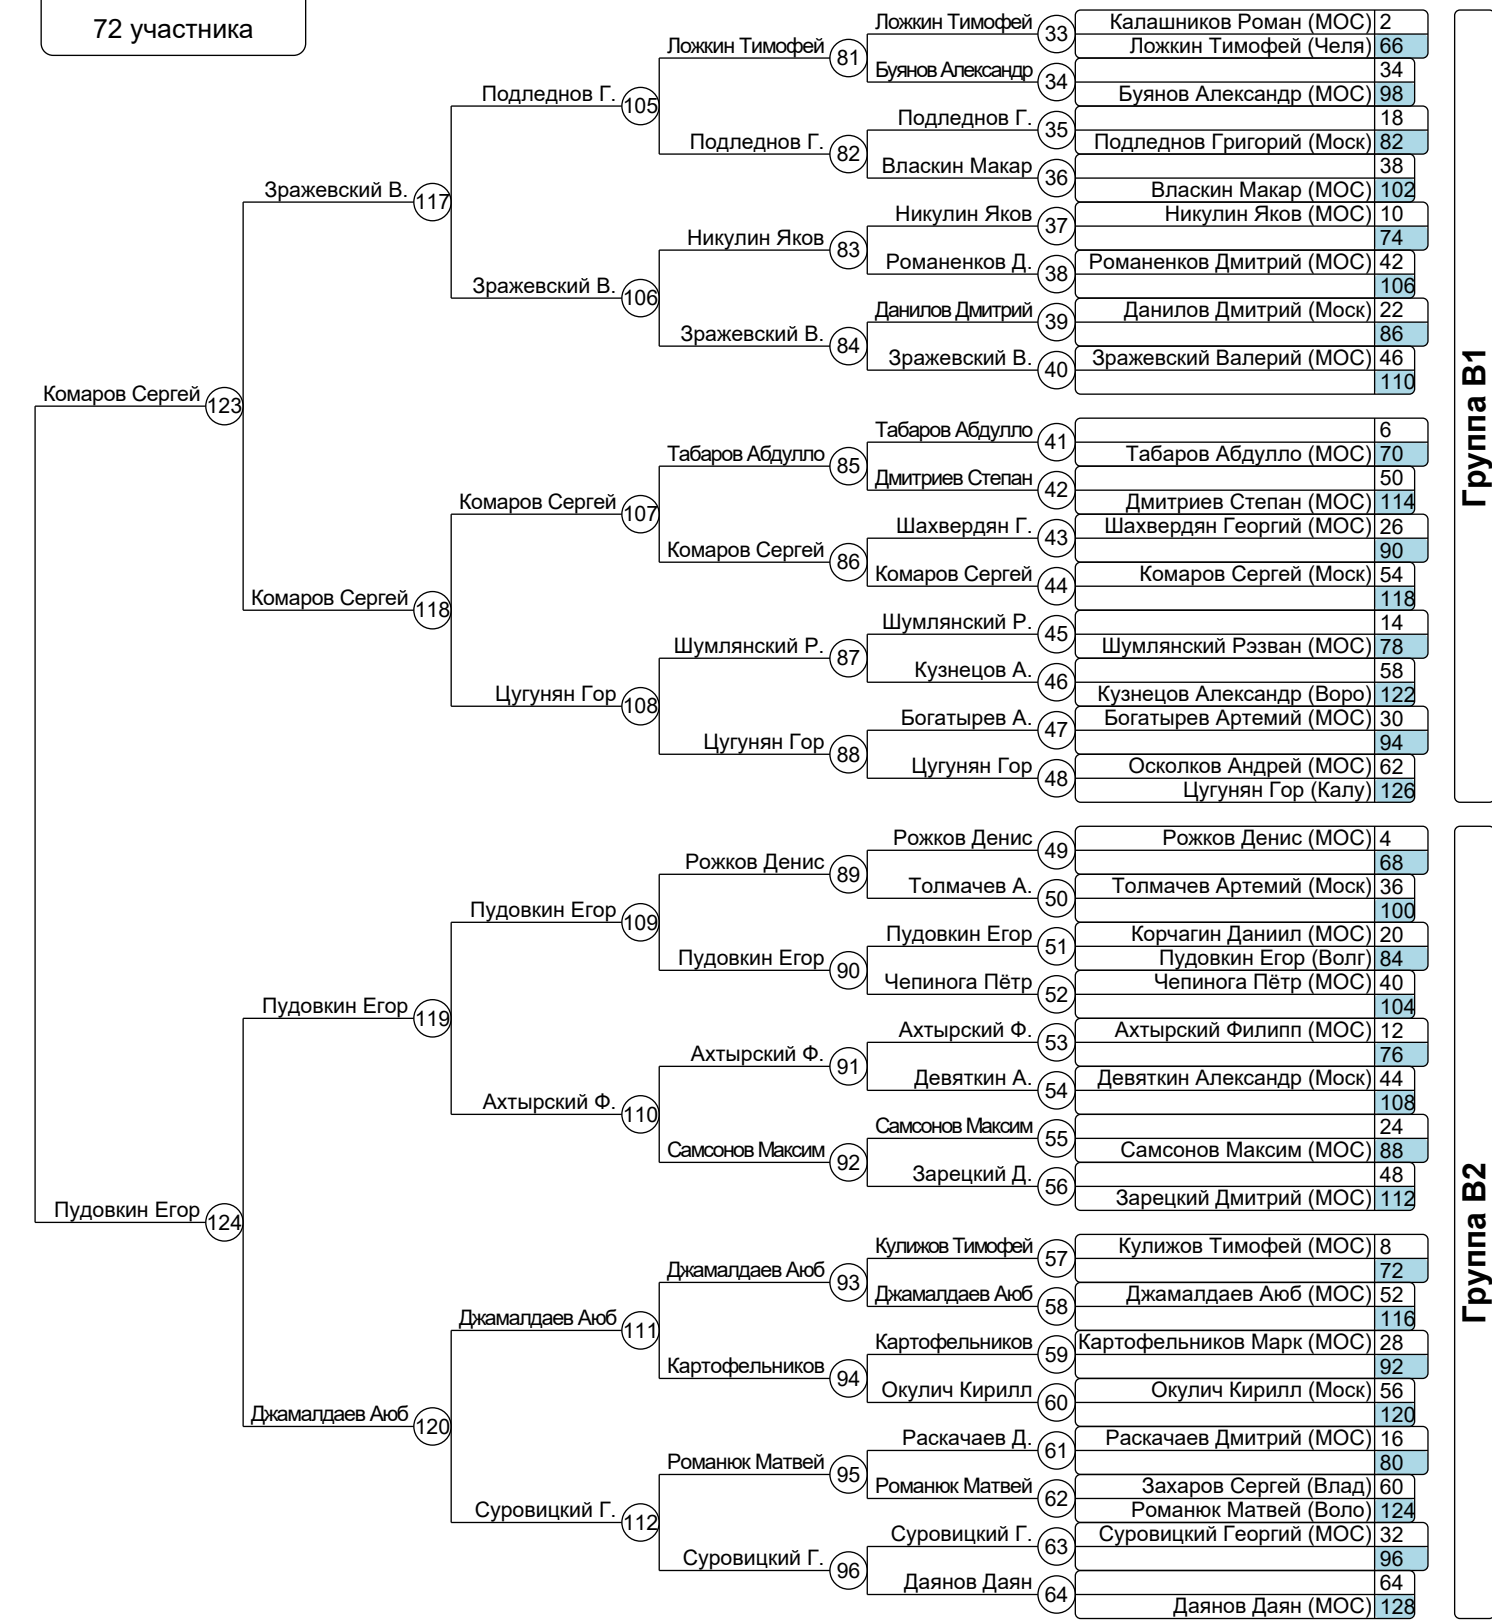 72 участника
Ложкин Тимофей 33 Калашников Роман (МОС) 2
Ложкин Тимофей 81 Ложкин Тимофей (Челя) 66
Буянов Александр 34 34
Подледнов Г. 105 Буянов Александр (МОС) 98
Подледнов Г. 35 18
Подледнов Г. 82 Подледнов Григорий (Моск) 82
Власкин Макар 36 38
Зражевский В. 117 Власкин Макар (МОС) 102
Никулин Яков 37 Никулин Яков (МОС) 10
Никулин Яков 83 74
Романенков Д. 38 Романенков Дмитрий (МОС) 42
Зражевский В. 106 106
Данилов Дмитрий 39 Данилов Дмитрий (Моск) 22
Зражевский В. 84 86
Зражевский В. 40 Зражевский Валерий (МОС) 46
Комаров Сергей 123 110
Группа B1
Табаров Абдулло 41 6
Табаров Абдулло 85 Табаров Абдулло (МОС) 70
Дмитриев Степан 42 50
Комаров Сергей 107 Дмитриев Степан (МОС) 114
Шахвердян Г. 43 Шахвердян Георгий (МОС) 26
Комаров Сергей 86 90
Комаров Сергей 44 Комаров Сергей (Моск) 54
Комаров Сергей 118 118
Шумлянский Р. 45 14
Шумлянский Р. 87 Шумлянский Рэзван (МОС) 78
Кузнецов А. 46 58
Цугунян Гор 108 Кузнецов Александр (Воро) 122
Богатырев А. 47 Богатырев Артемий (МОС) 30
Цугунян Гор 88 94
Цугунян Гор 48 Осколков Андрей (МОС) 62
Цугунян Гор (Калу) 126
Рожков Денис 49 Рожков Денис (МОС) 4
Рожков Денис 89 68
Толмачев А. 50 Толмачев Артемий (Моск) 36
Пудовкин Егор 109 100
Пудовкин Егор 51 Корчагин Даниил (МОС) 20
Пудовкин Егор 90 Пудовкин Егор (Волг) 84
Чепинога Пётр 52 Чепинога Пётр (МОС) 40
Пудовкин Егор 119 104
Ахтырский Ф. 53 Ахтырский Филипп (МОС) 12
Ахтырский Ф. 91 76
Девяткин А. 54 Девяткин Александр (Моск) 44
Ахтырский Ф. 110 108
Самсонов Максим 55 24
Самсонов Максим 92 Самсонов Максим (МОС) 88
Зарецкий Д. 56 48
Пудовкин Егор 124 Зарецкий Дмитрий (МОС) 112
Группа B2
Кулижов Тимофей 57 Кулижов Тимофей (МОС) 8
Джамалдаев Аюб 93 72
Джамалдаев Аюб 58 Джамалдаев Аюб (МОС) 52
Джамалдаев Аюб 111 116
Картофельников 59 Картофельников Марк (МОС) 28
Картофельников 94 92
Окулич Кирилл 60 Окулич Кирилл (Моск) 56
Джамалдаев Аюб 120 120
Раскачаев Д. 61 Раскачаев Дмитрий (МОС) 16
Романюк Матвей 95 80
Романюк Матвей 62 Захаров Сергей (Влад) 60
Суровицкий Г. 112 Романюк Матвей (Воло) 124
Суровицкий Г. 63 Суровицкий Георгий (МОС) 32
Суровицкий Г. 96 96
Даянов Даян 64 64
Даянов Даян (МОС) 128